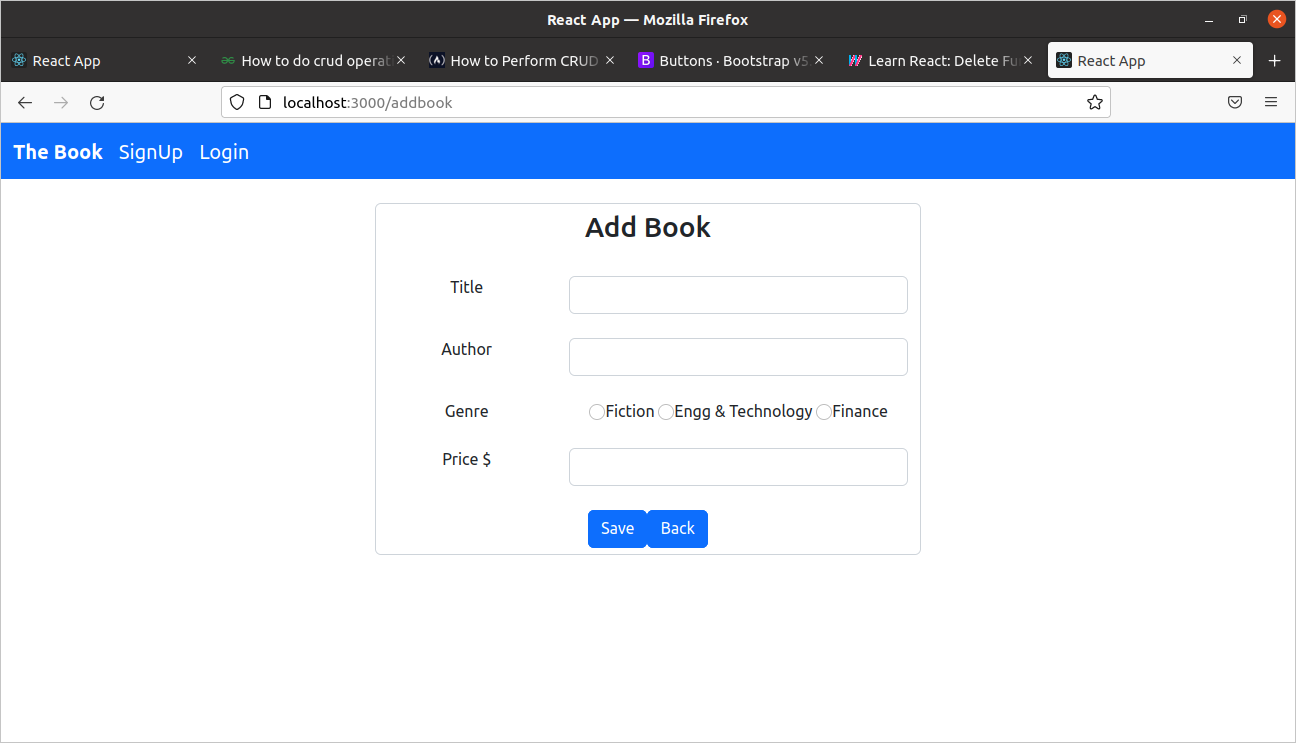 React App — Mozilla Firefox
React App How to do crud operat How to Perform CRUD B Buttons · Bootstrap v5. Learn React: Delete Fu React App
localhost:3000/addbook
The Book SignUp Login
Add Book
Title
Author
Genre Fiction Engg & Technology Finance
Price $
Save Back